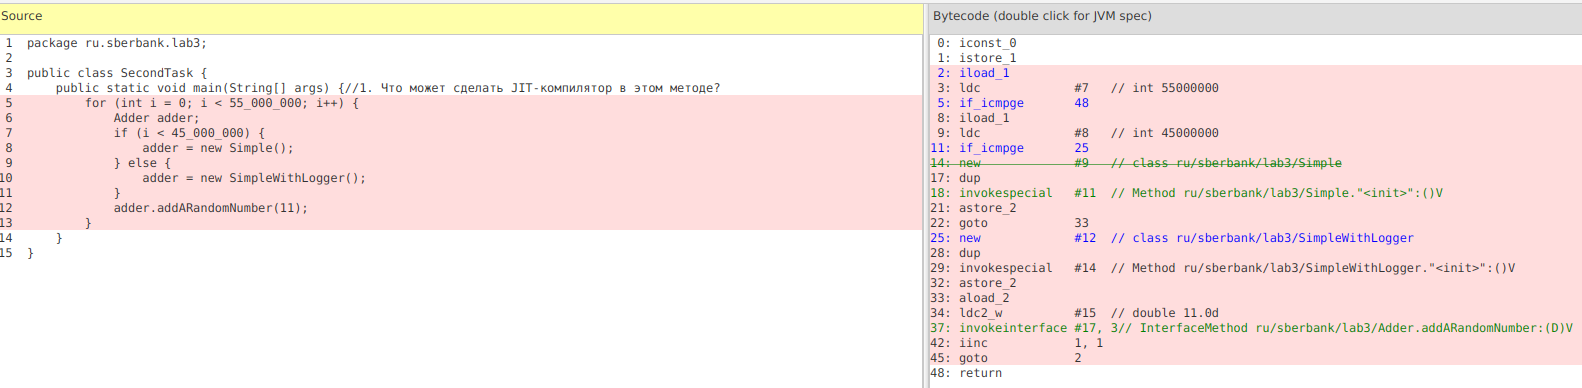 Source
1 package ru.sberbank.lab3;
2
3 public class SecondTask {
4     public static void main(String[] args) {//1. Что может сделать JIT-компилятор в этом методе?
5         for (int i = 0; i < 55_000_000; i++) {
6             Adder adder;
7             if (i < 45_000_000) {
8                 adder = new Simple();
9             } else {
10                 adder = new SimpleWithLogger();
11             }
12             adder.addARandomNumber(11);
13         }
14     }
15 }
Bytecode (double click for JVM spec)
0: iconst_0
1: istore_1
2: iload_1
3: ldc #7 // int 55000000
5: if_icmpge 48
8: iload_1
9: ldc #8 // int 45000000
11: if_icmpge 25
14: new #9 // class ru/sberbank/lab3/Simple
17: dup
18: invokespecial #11 // Method ru/sberbank/lab3/Simple."<init>":()V
21: astore_2
22: goto 33
25: new #12 // class ru/sberbank/lab3/SimpleWithLogger
28: dup
29: invokespecial #14 // Method ru/sberbank/lab3/SimpleWithLogger."<init>":()V
32: astore_2
33: aload_2
34: ldc2_w #15 // double 11.0d
37: invokeinterface #17, 3// InterfaceMethod ru/sberbank/lab3/Adder.addARandomNumber:(D)V
42: iinc 1, 1
45: goto 2
48: return